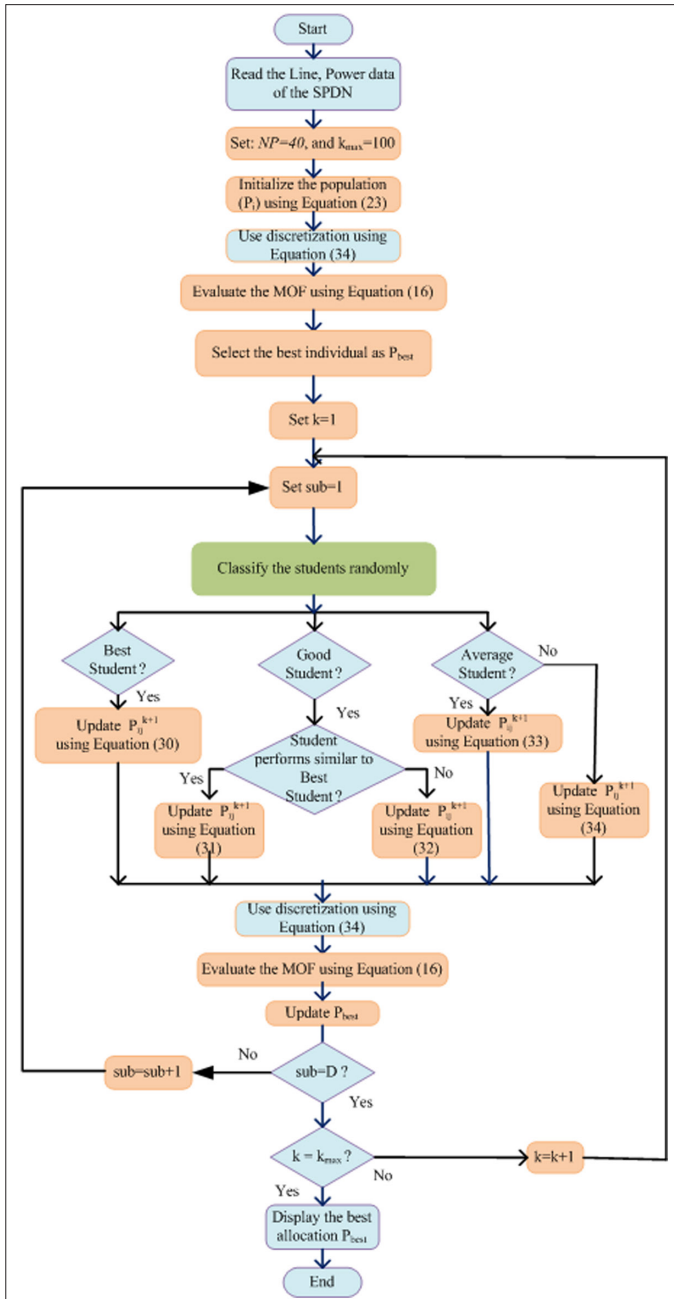 Start
Read the Line, Power data
of the SPDN
Set: NP=40, and kmax=100
Initialize the population
(Pi) using Equation (23)
Use discretization using
Equation (34)
Evaluate the MOF using Equation (16)
Select the best individual as Pbest
Set k=1
Set sub=1
Classify the students randomly
Best
Student ?
Good
Student ?
Average
Student ?
No
Yes
Yes
Yes
Update Pij^k+1
using Equation (30)
Student
performs similar to
Best
Student ?
Update Pij^k+1
using Equation (33)
Yes
No
Update Pij^k+1
using Equation
(31)
Update Pij^k+1
using Equation
(32)
Update Pij^k+1
using Equation
(34)
Use discretization using
Equation (34)
Evaluate the MOF using Equation (16)
Update Pbest
sub=sub+1
No
sub=D ?
Yes
k = kmax ?
No
k=k+1
Yes
Display the best
allocation Pbest
End